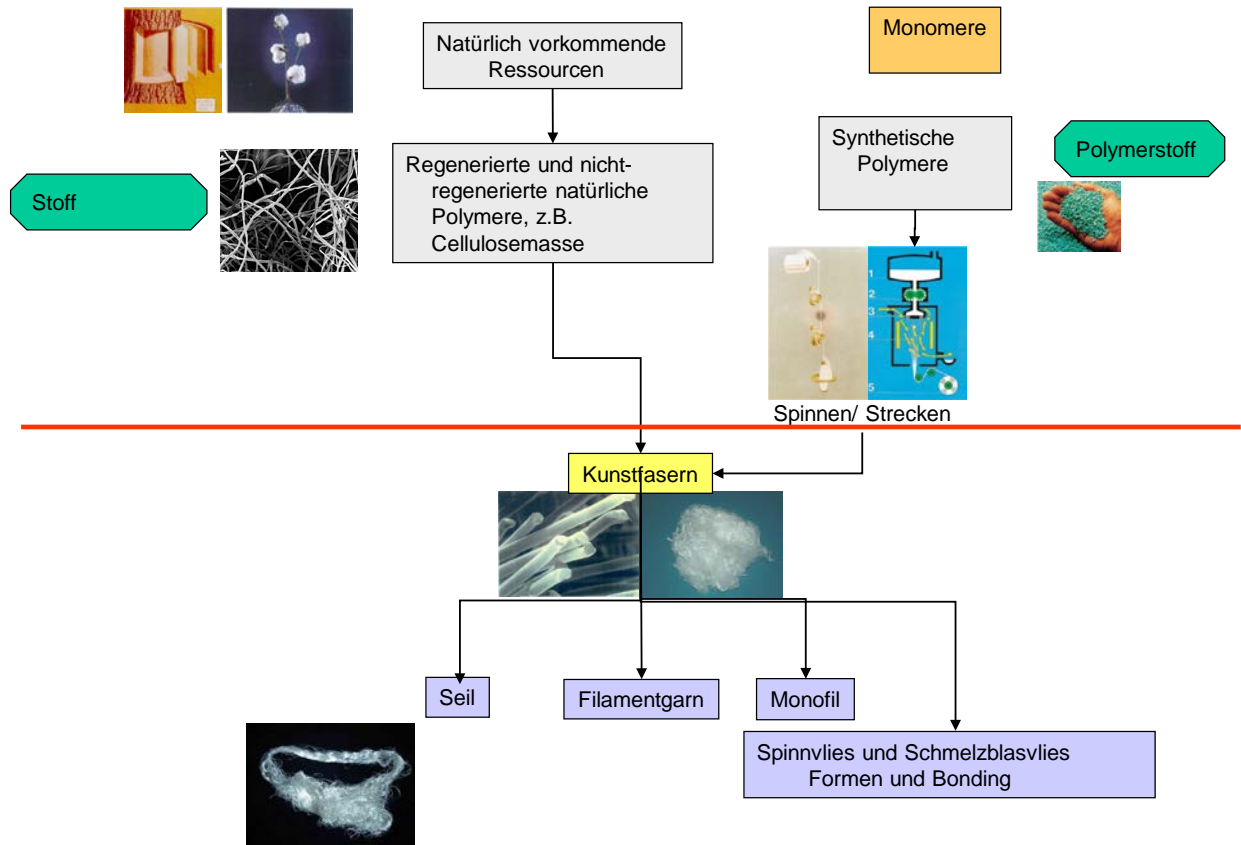 Natürlich vorkommende
Ressourcen
Monomere
Regenerierte und nicht-
regenerierte natürliche
Polymere, z.B.
Cellulosemasse
Synthetische
Polymere
Polymerstoff
Stoff
1
2
3
4
5
Spinnen/ Strecken
Kunstfasern
Seil
Filamentgarn
Monofil
Spinnvlies und Schmelzblasvlies
Formen und Bonding